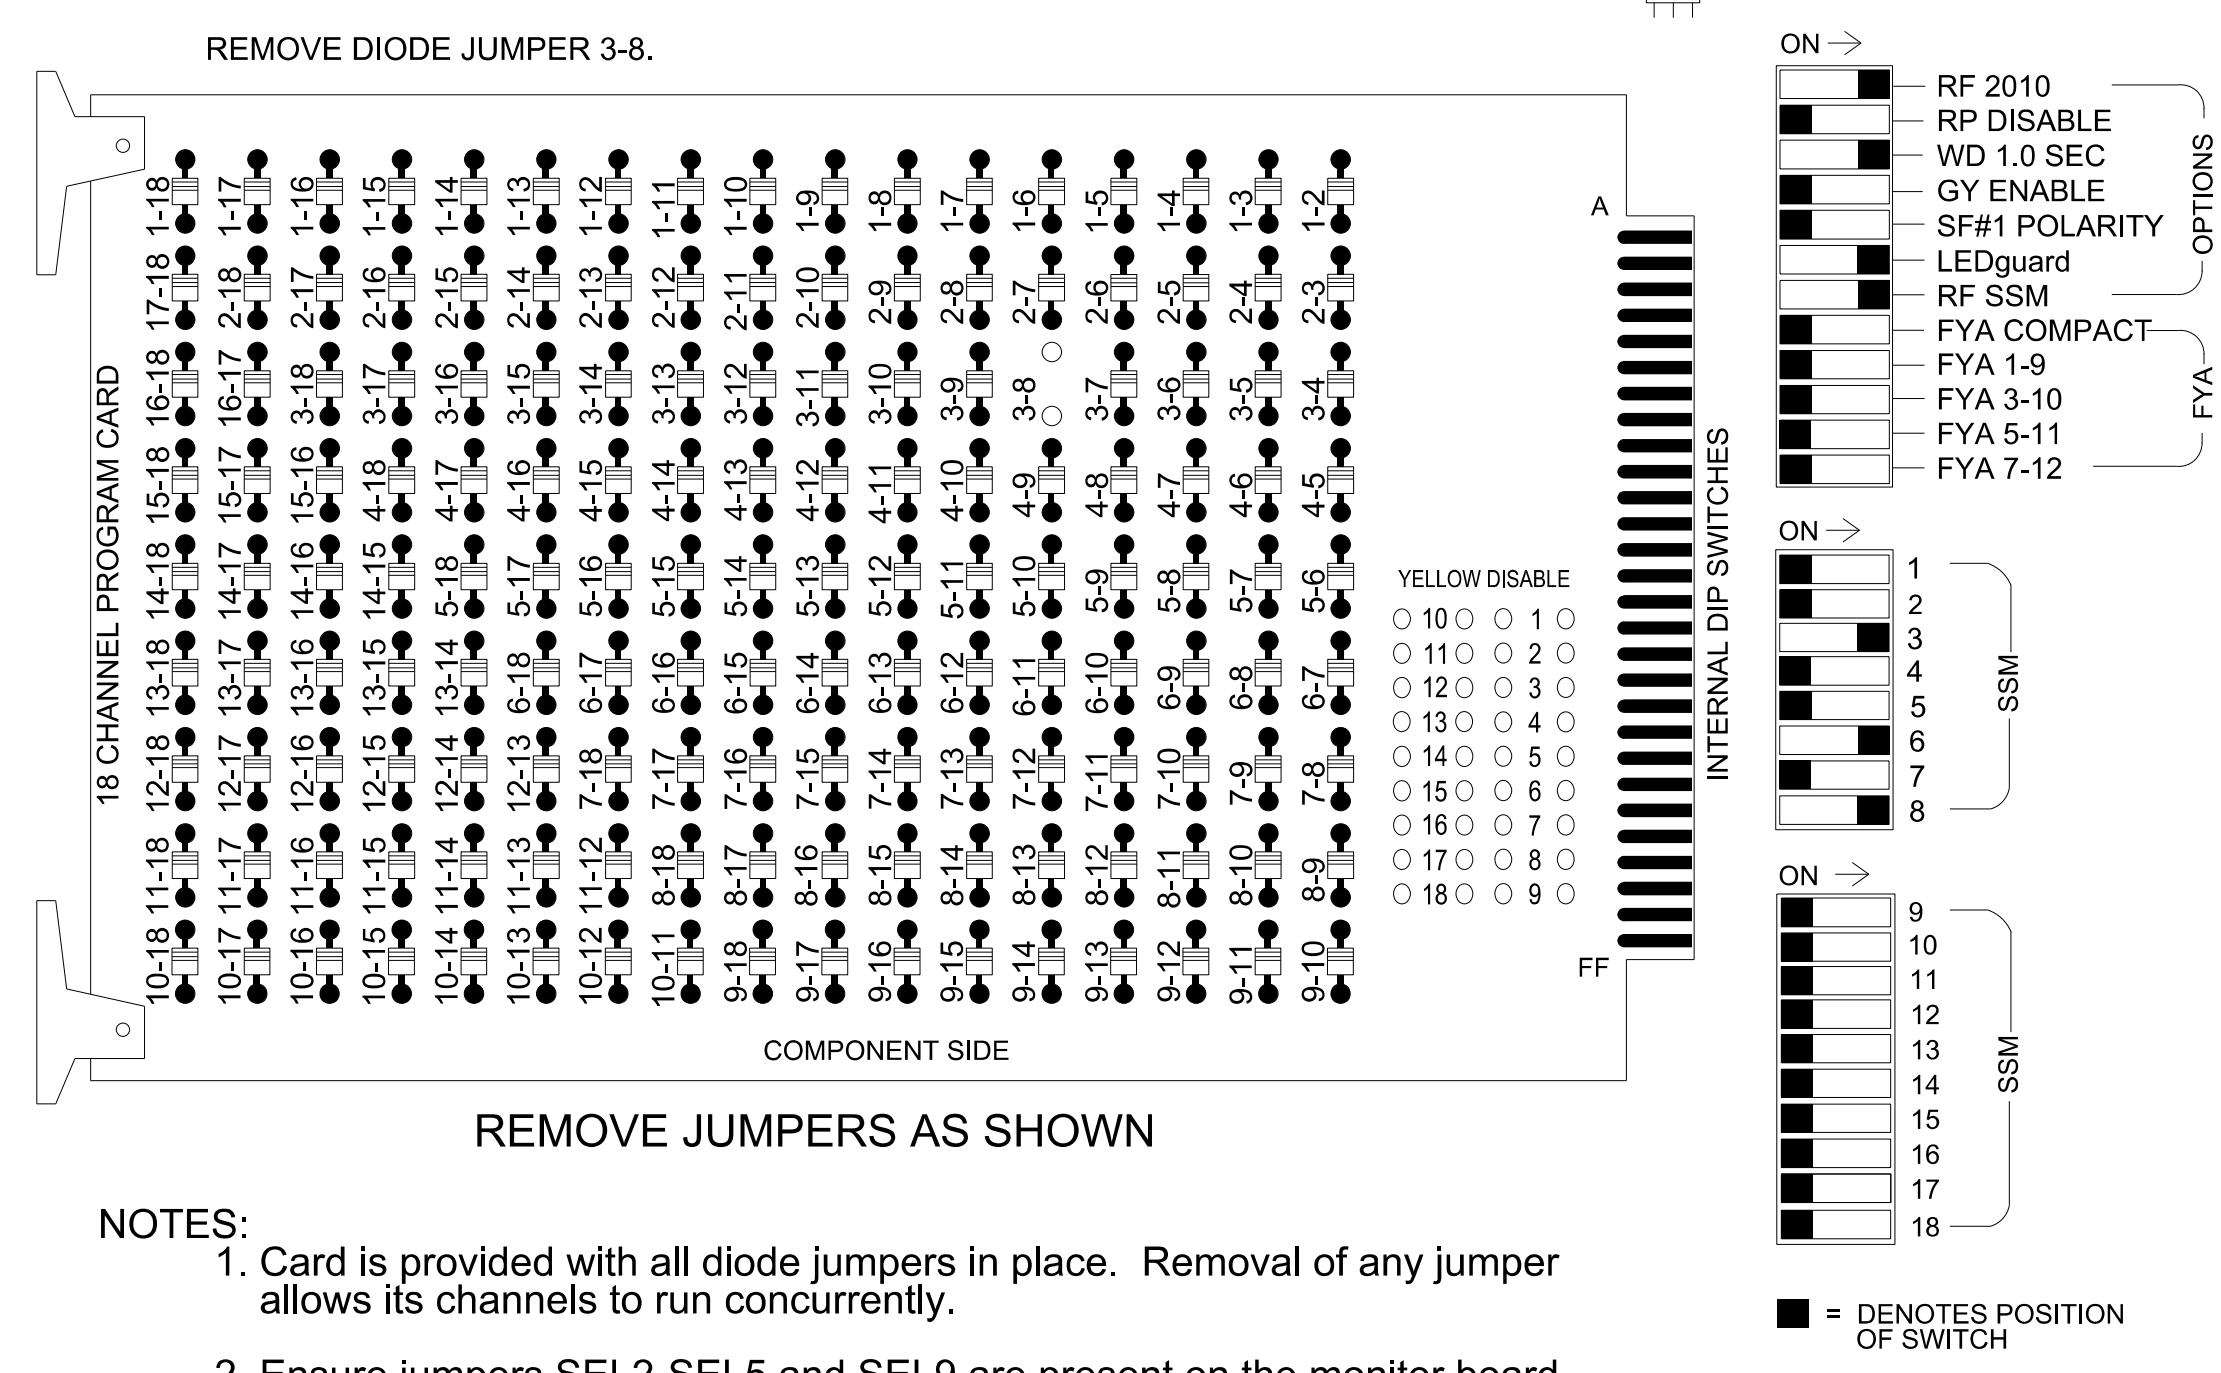 REMOVE DIODE JUMPER 3-8.
1-18 1-17 1-16 1-15 1-14 1-13 1-12 1-11 1-10 1-9 1-8 1-7 1-6 1-5 1-4 1-3 1-2
17-18 2-18 2-17 2-16 2-15 2-14 2-13 2-12 2-11 2-10 2-9 2-8 2-7 2-6 2-5 2-4 2-3
16-18 16-17 3-18 3-17 3-16 3-15 3-14 3-13 3-12 3-11 3-10 3-9 3-8 3-7 3-6 3-5 3-4
15-18 15-17 15-16 4-18 4-17 4-16 4-15 4-14 4-13 4-12 4-11 4-10 4-9 4-8 4-7 4-6 4-5
14-18 14-17 14-16 14-15 5-18 5-17 5-16 5-15 5-14 5-13 5-12 5-11 5-10 5-9 5-8 5-7 5-6
13-18 13-17 13-16 13-15 13-14 6-18 6-17 6-16 6-15 6-14 6-13 6-12 6-11 6-10 6-9 6-8 6-7
12-18 12-17 12-16 12-15 12-14 12-13 7-18 7-17 7-16 7-15 7-14 7-13 7-12 7-11 7-10 7-9 7-8
11-18 11-17 11-16 11-15 11-14 11-13 11-12 8-18 8-17 8-16 8-15 8-14 8-13 8-12 8-11 8-10 8-9
10-18 10-17 10-16 10-15 10-14 10-13 10-12 10-11 9-18 9-17 9-16 9-15 9-14 9-13 9-12 9-11 9-10
18 CHANNEL PROGRAM CARD
A
FF
YELLOW DISABLE
10 1
11 2
12 3
13 4
14 5
15 6
16 7
17 8
18 9
COMPONENT SIDE
INTERNAL DIP SWITCHES
ON
RF 2010
RP DISABLE
WD 1.0 SEC
GY ENABLE
SF#1 POLARITY
LEDguard
RF SSM
OPTIONS
FYA COMPACT
FYA 1-9
FYA 3-10
FYA 5-11
FYA 7-12
FYA
ON
1
2
3
4
5
6
7
8
SSM
ON
9
10
11
12
13
14
15
16
17
18
SSM
= DENOTES POSITION
OF SWITCH
REMOVE JUMPERS AS SHOWN
NOTES:
1. Card is provided with all diode jumpers in place. Removal of any jumper
allows its channels to run concurrently.
2. Ensure jumpers SEL2-SEL5 and SEL9 are present on the monitor board.